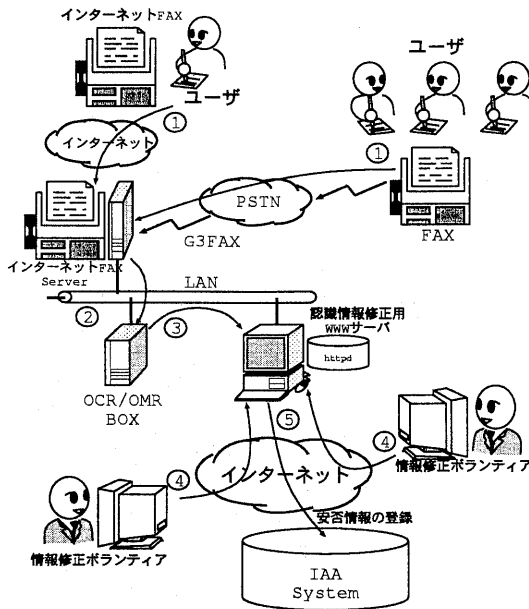 インターネットFAX
ユーザ
ユーザ
①
インターネット
①
PSTN
G3FAX
FAX
インターネットFAX
Server
LAN
②
③
認識情報修正用
WWWサーバ
httpd
OCR/OMR
BOX
⑤
④
④
インターネット
情報修正ボランティア
情報修正ボランティア
安否情報の登録
IAA
System